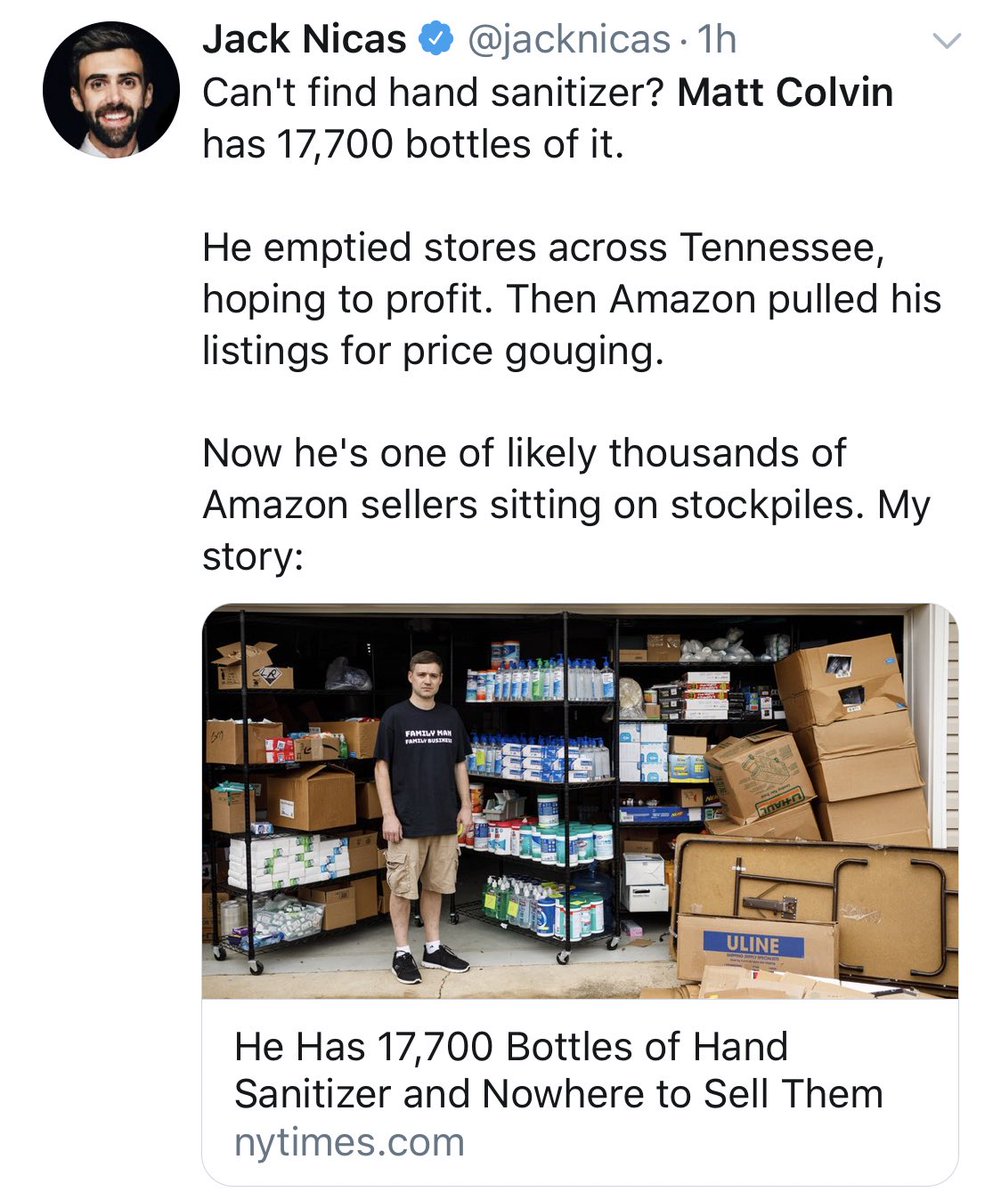 Jack Nicas @jacknicas · 1h
Can't find hand sanitizer? Matt Colvin
has 17,700 bottles of it.
He emptied stores across Tennessee,
hoping to profit. Then Amazon pulled his
listings for price gouging.
Now he's one of likely thousands of
Amazon sellers sitting on stockpiles. My
story:
FAMILY MAN
FAMILY BUSINESS
U-HAUL
ULINE
He Has 17,700 Bottles of Hand
Sanitizer and Nowhere to Sell Them
nytimes.com